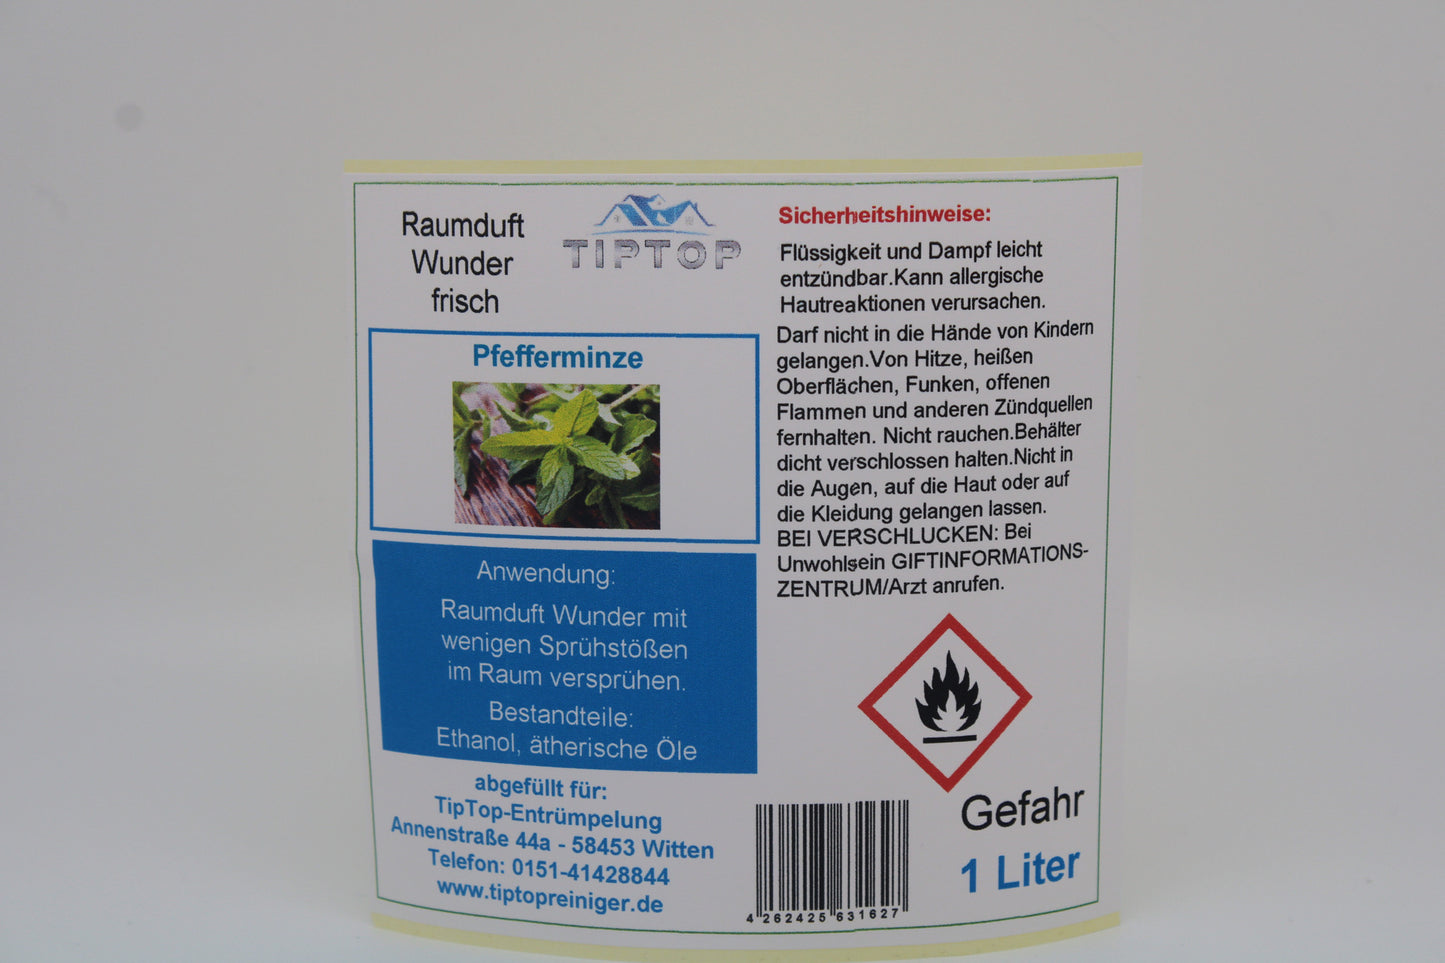 Raumduft
Wunder
frisch
TIPTOP
Pfefferminze
Anwendung:
Raumduft Wunder mit
wenigen Sprühstößen
im Raum versprühen.
Bestandteile:
Ethanol, ätherische Öle
abgefüllt für:
TipTop-Entrümpelung
Annenstraße 44a - 58453 Witten
Telefon: 0151-41428844
www.tiptopreiniger.de
Sicherheitshinweise:
Flüssigkeit und Dampf leicht
entzündbar.Kann allergische
Hautreaktionen verursachen.
Darf nicht in die Hände von Kindern
gelangen.Von Hitze, heißen
Oberflächen, Funken, offenen
Flammen und anderen Zündquellen
fernhalten. Nicht rauchen.Behälter
dicht verschlossen halten.Nicht in
die Augen, auf die Haut oder auf
die Kleidung gelangen lassen.
BEI VERSCHLUCKEN: Bei
Unwohlsein GIFTINFORMATIONS-
ZENTRUM/Arzt anrufen.
Gefahr
1 Liter
4 262425 631627